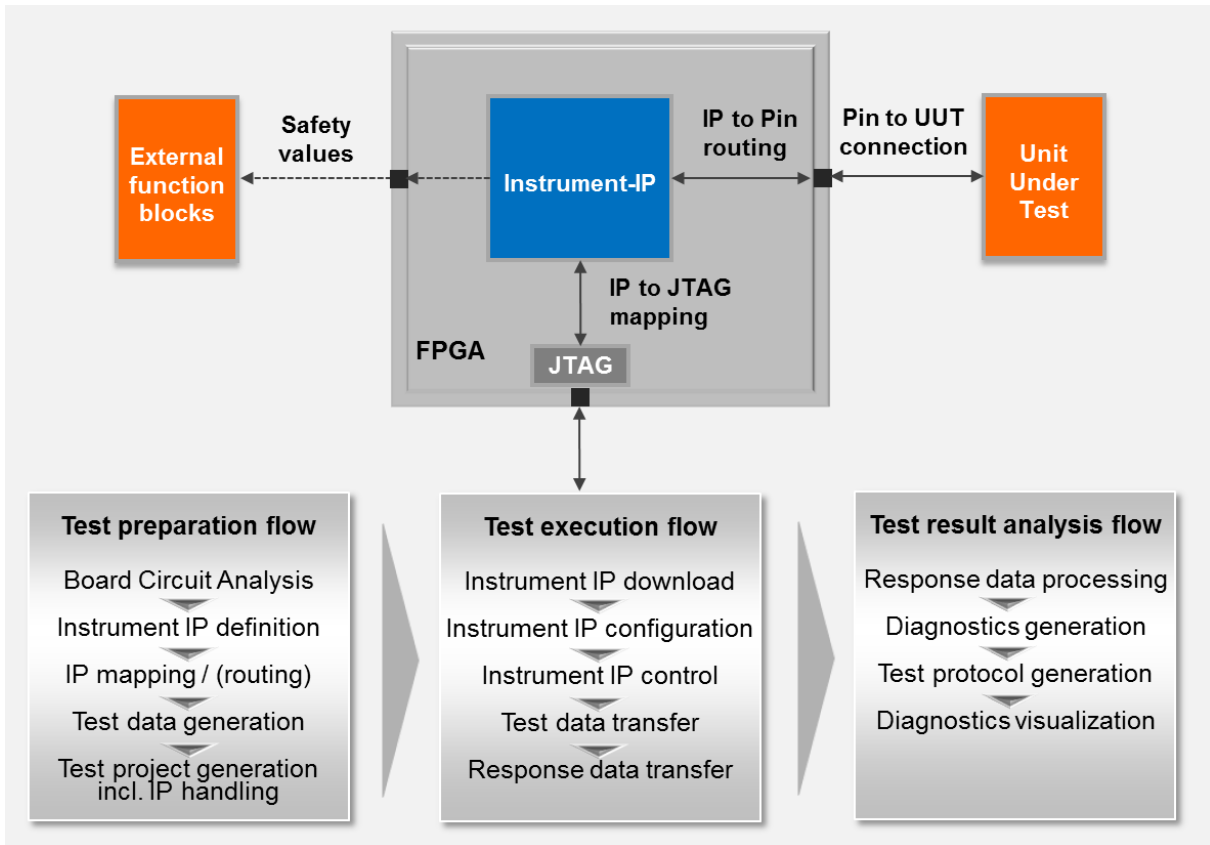 External
function
blocks
Safety
values
Instrument-IP
IP to Pin
routing
Pin to UUT
connection
Unit
Under
Test
IP to JTAG
mapping
FPGA
JTAG
Test preparation flow
Board Circuit Analysis
Instrument IP definition
IP mapping / (routing)
Test data generation
Test project generation
incl. IP handling
Test execution flow
Instrument IP download
Instrument IP configuration
Instrument IP control
Test data transfer
Response data transfer
Test result analysis flow
Response data processing
Diagnostics generation
Test protocol generation
Diagnostics visualization